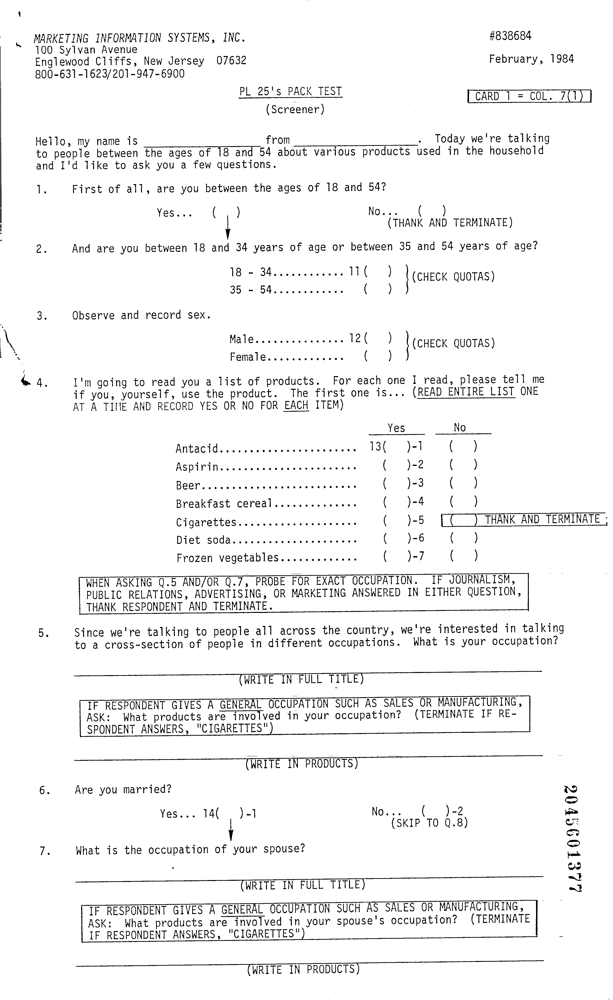 MARKETING INFORMATION SYSTEMS, INC. #838684
100 Sylvan Avenue
Englewood Cliffs, New Jersey 07632 February, 1984
800-631-1623/201-947-6900
PL 25's PACK TEST
CARD 1 = COL. 7(1)
(Screener)
Hello, my name is ____________ from ____________. Today we're talking
to people between the ages of 18 and 54 about various products used in the household
and I'd like to ask you a few questions.
1. First of all, are you between the ages of 18 and 54?
Yes... ( ) No... ( )
(THANK AND TERMINATE)
2. And are you between 18 and 34 years of age or between 35 and 54 years of age?
18 - 34............ 11( )
(CHECK QUOTAS)
35 - 54............ ( )
3. Observe and record sex.
Male.............. 12( )
(CHECK QUOTAS)
Female............. ( )
4. I'm going to read you a list of products. For each one I read, please tell me
if you, yourself, use the product. The first one is... (READ ENTIRE LIST ONE
AT A TIME AND RECORD YES OR NO FOR EACH ITEM)
Yes No
Antacid....................... 13( )-1 ( )
Aspirin....................... ( )-2 ( )
Beer.......................... ( )-3 ( )
Breakfast cereal.............. ( )-4 ( )
Cigarettes.................... ( )-5 ( ) THANK AND TERMINATE
Diet soda..................... ( )-6 ( )
Frozen vegetables............. ( )-7 ( )
WHEN ASKING Q.5 AND/OR Q.7, PROBE FOR EXACT OCCUPATION. IF JOURNALISM,
PUBLIC RELATIONS, ADVERTISING, OR MARKETING ANSWERED IN EITHER QUESTION,
THANK RESPONDENT AND TERMINATE.
5. Since we're talking to people all across the country, we're interested in talking
to a cross-section of people in different occupations. What is your occupation?
(WRITE IN FULL TITLE)
IF RESPONDENT GIVES A GENERAL OCCUPATION SUCH AS SALES OR MANUFACTURING,
ASK: What products are involved in your occupation? (TERMINATE IF RE-
SPONDENT ANSWERS, "CIGARETTES")
(WRITE IN PRODUCTS)
6. Are you married?
Yes... 14( )-1 No... ( )-2
(SKIP TO Q.8)
7. What is the occupation of your spouse?
(WRITE IN FULL TITLE)
IF RESPONDENT GIVES A GENERAL OCCUPATION SUCH AS SALES OR MANUFACTURING,
ASK: What products are involved in your spouse's occupation? (TERMINATE
IF RESPONDENT ANSWERS, "CIGARETTES")
(WRITE IN PRODUCTS)
2045601377